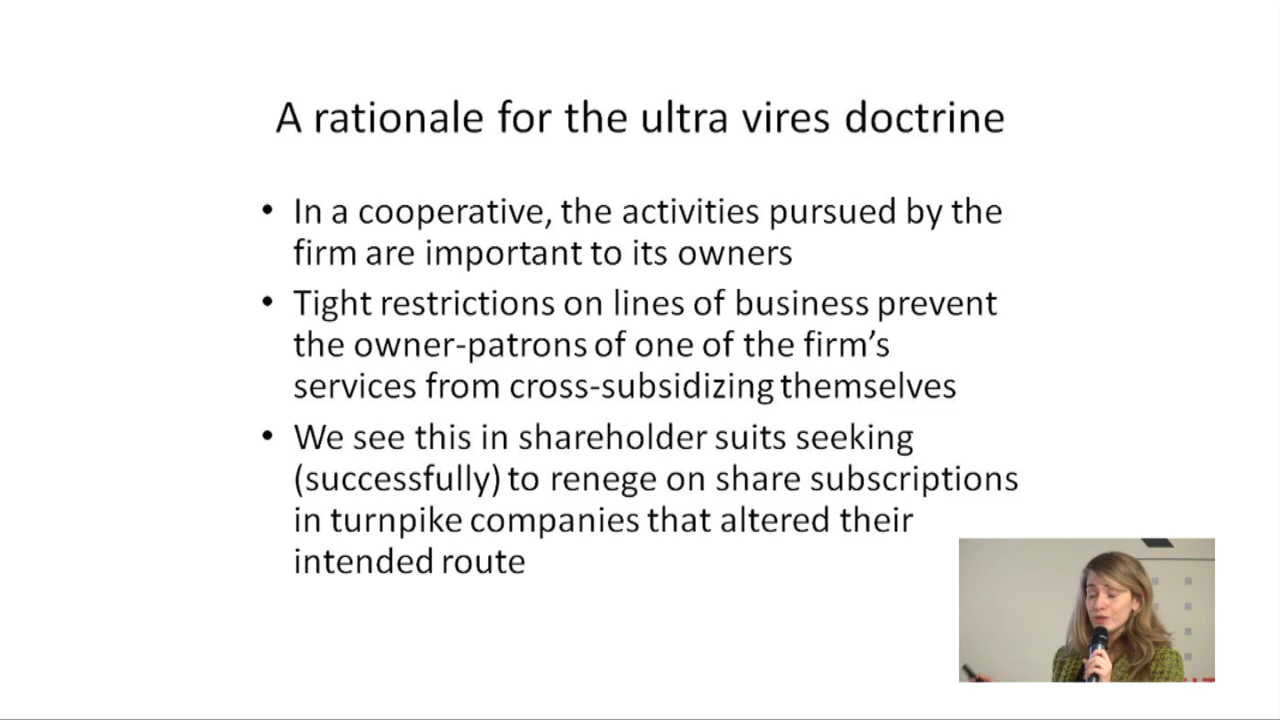 A rationale for the ultra vires doctrine
• In a cooperative, the activities pursued by the
firm are important to its owners
• Tight restrictions on lines of business prevent
the owner-patrons of one of the firm’s
services from cross-subsidizing themselves
• We see this in shareholder suits seeking
(successfully) to renege on share subscriptions
in turnpike companies that altered their
intended route